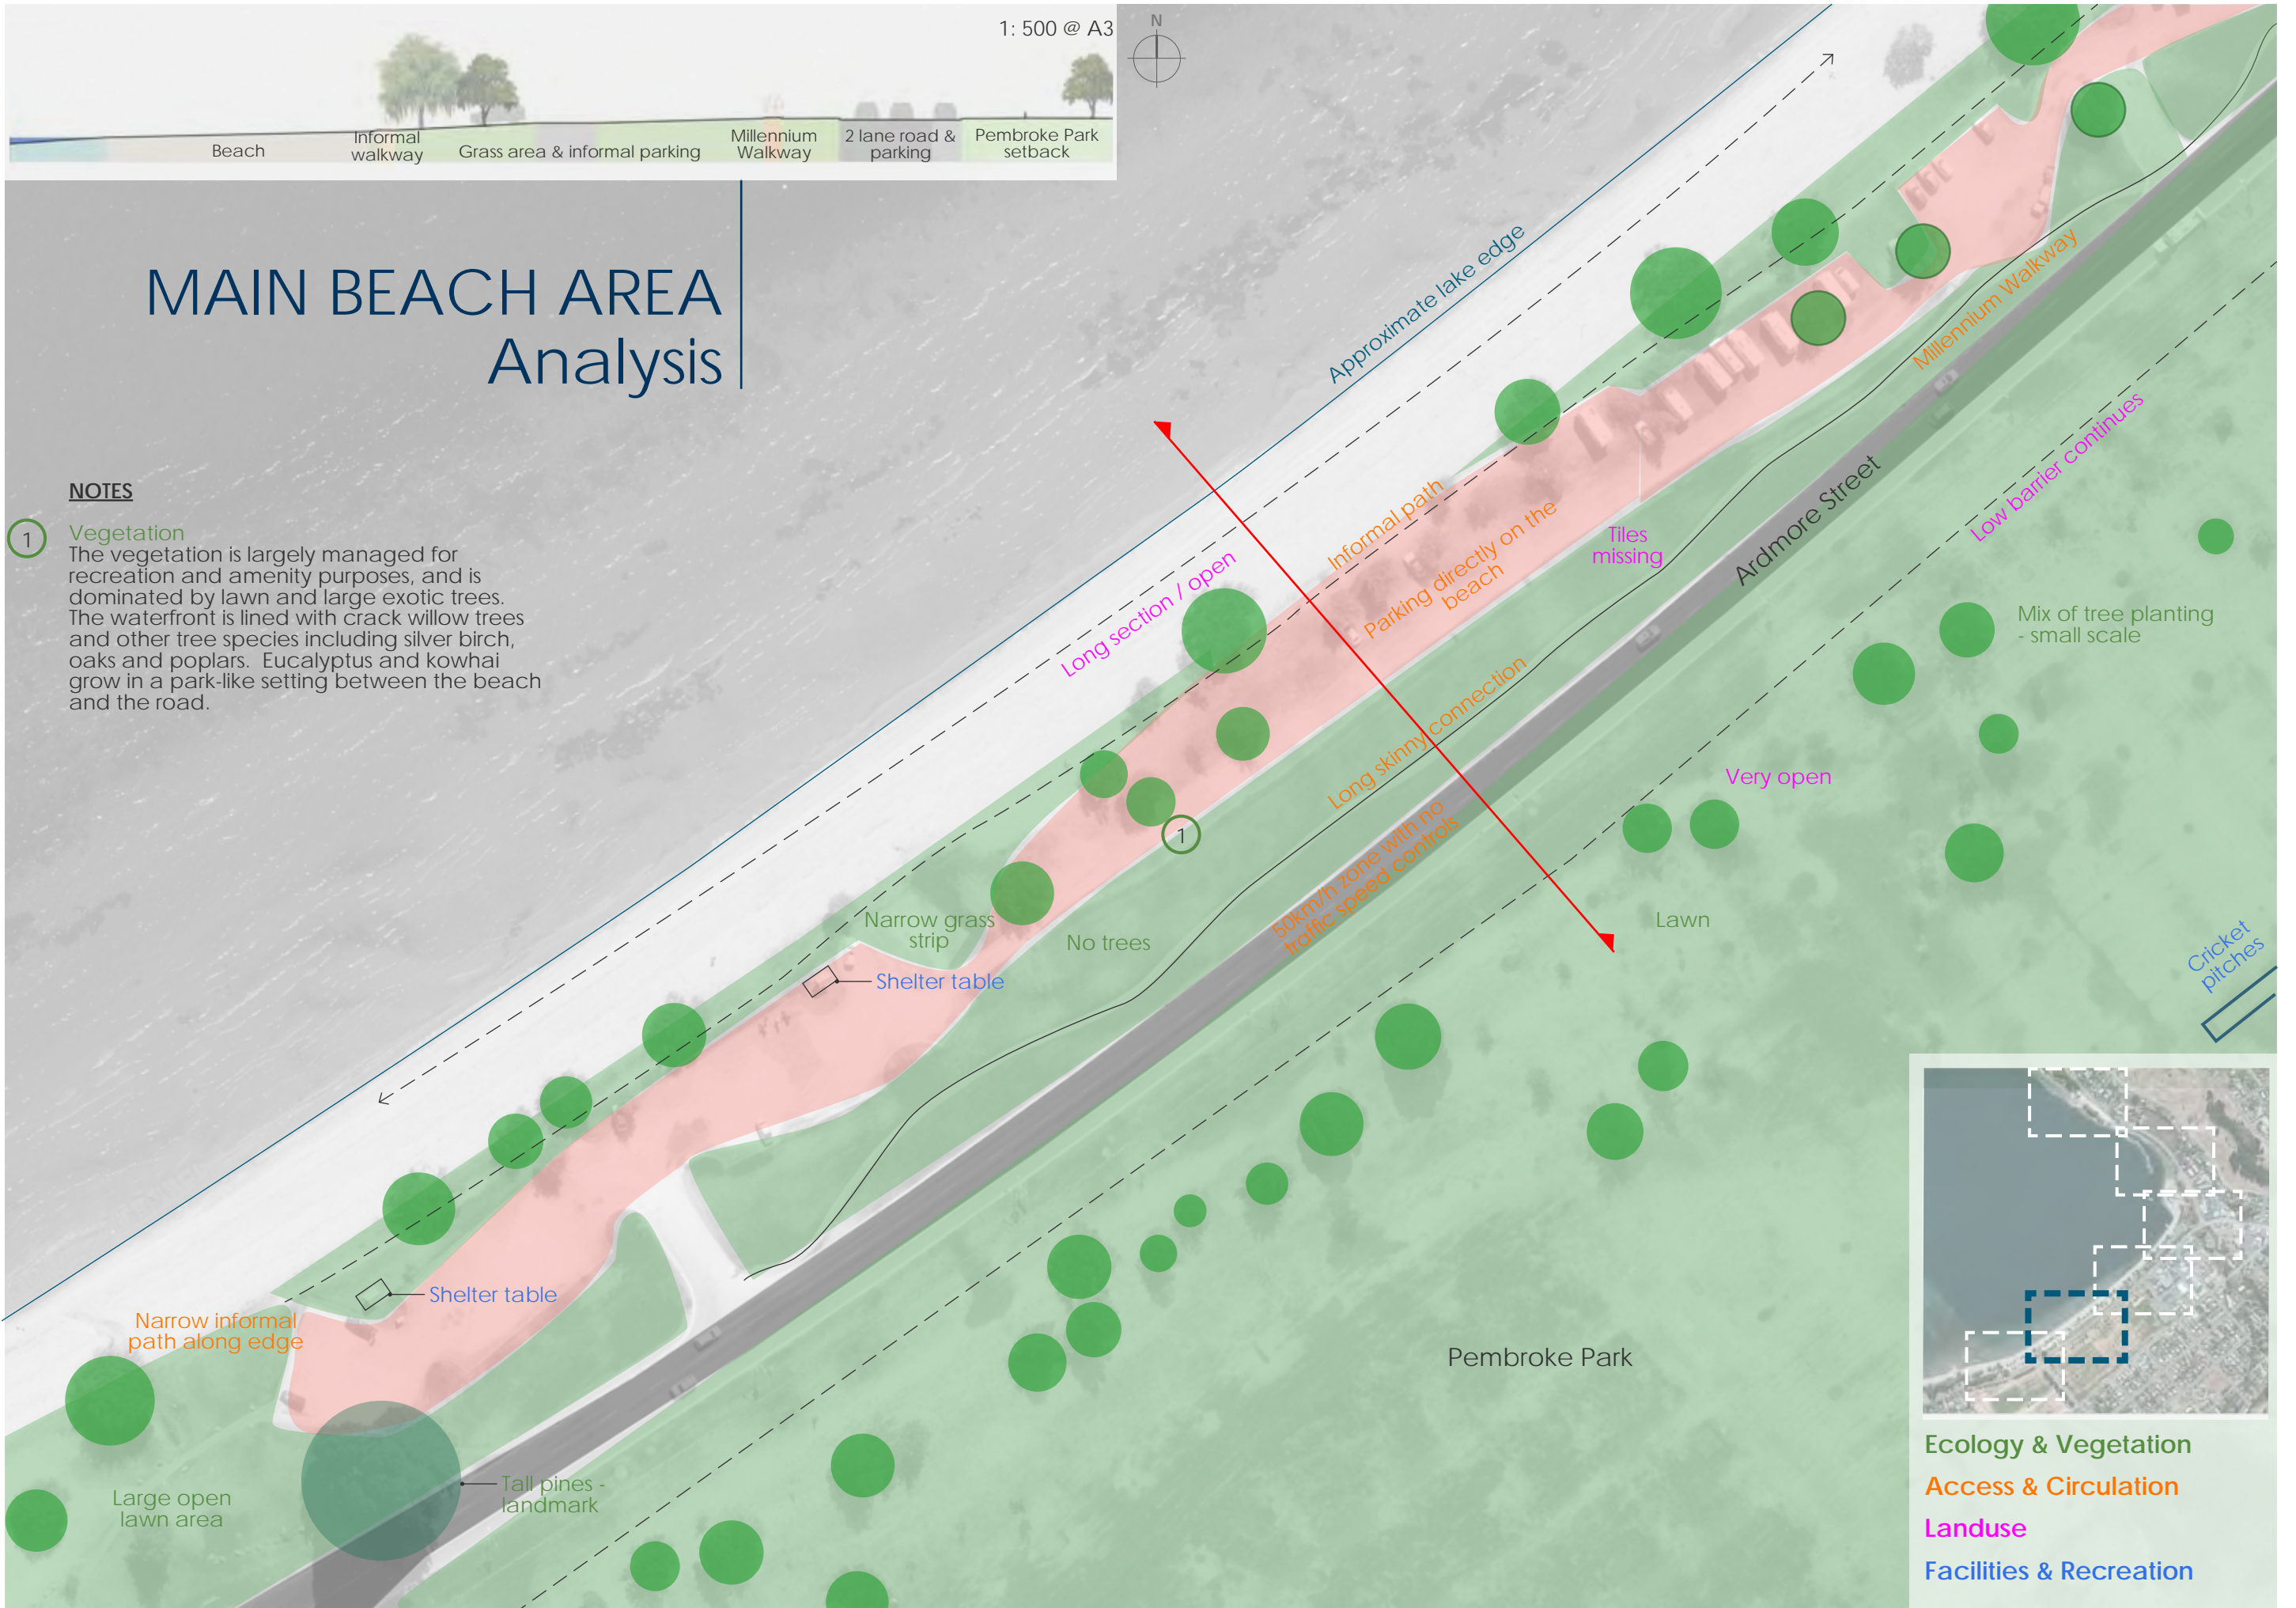 1: 500 @ A3
N
Beach
Informal
walkway
Grass area & informal parking
Millennium
Walkway
2 lane road &
parking
Pembroke Park
setback
MAIN BEACH AREA
Analysis
NOTES
1
Vegetation
The vegetation is largely managed for
recreation and amenity purposes, and is
dominated by lawn and large exotic trees.
The waterfront is lined with crack willow trees
and other tree species including silver birch,
oaks and poplars. Eucalyptus and kowhai
grow in a park-like setting between the beach
and the road.
Approximate lake edge
Millennium Walkway
Low barrier continues
Ardmore Street
Informal path
Parking directly on the
beach
Tiles
missing
Long section / open
Mix of tree planting
- small scale
Long skinny connection
Very open
1
50km/h zone with no
traffic speed controls
Narrow grass
strip
No trees
Lawn
Shelter table
Cricket
pitches
Shelter table
Narrow informal
path along edge
Pembroke Park
Tall pines -
landmark
Large open
lawn area
Ecology & Vegetation
Access & Circulation
Landuse
Facilities & Recreation